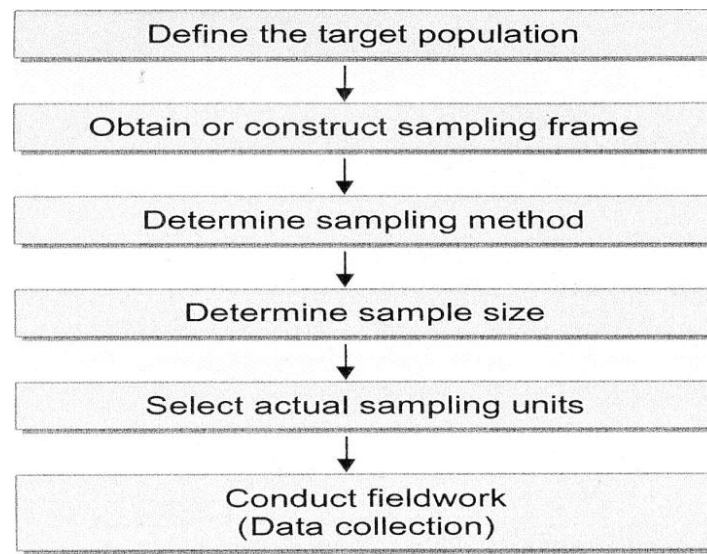 Define the target population
Obtain or construct sampling frame
Determine sampling method
Determine sample size
Select actual sampling units
Conduct fieldwork
(Data collection)